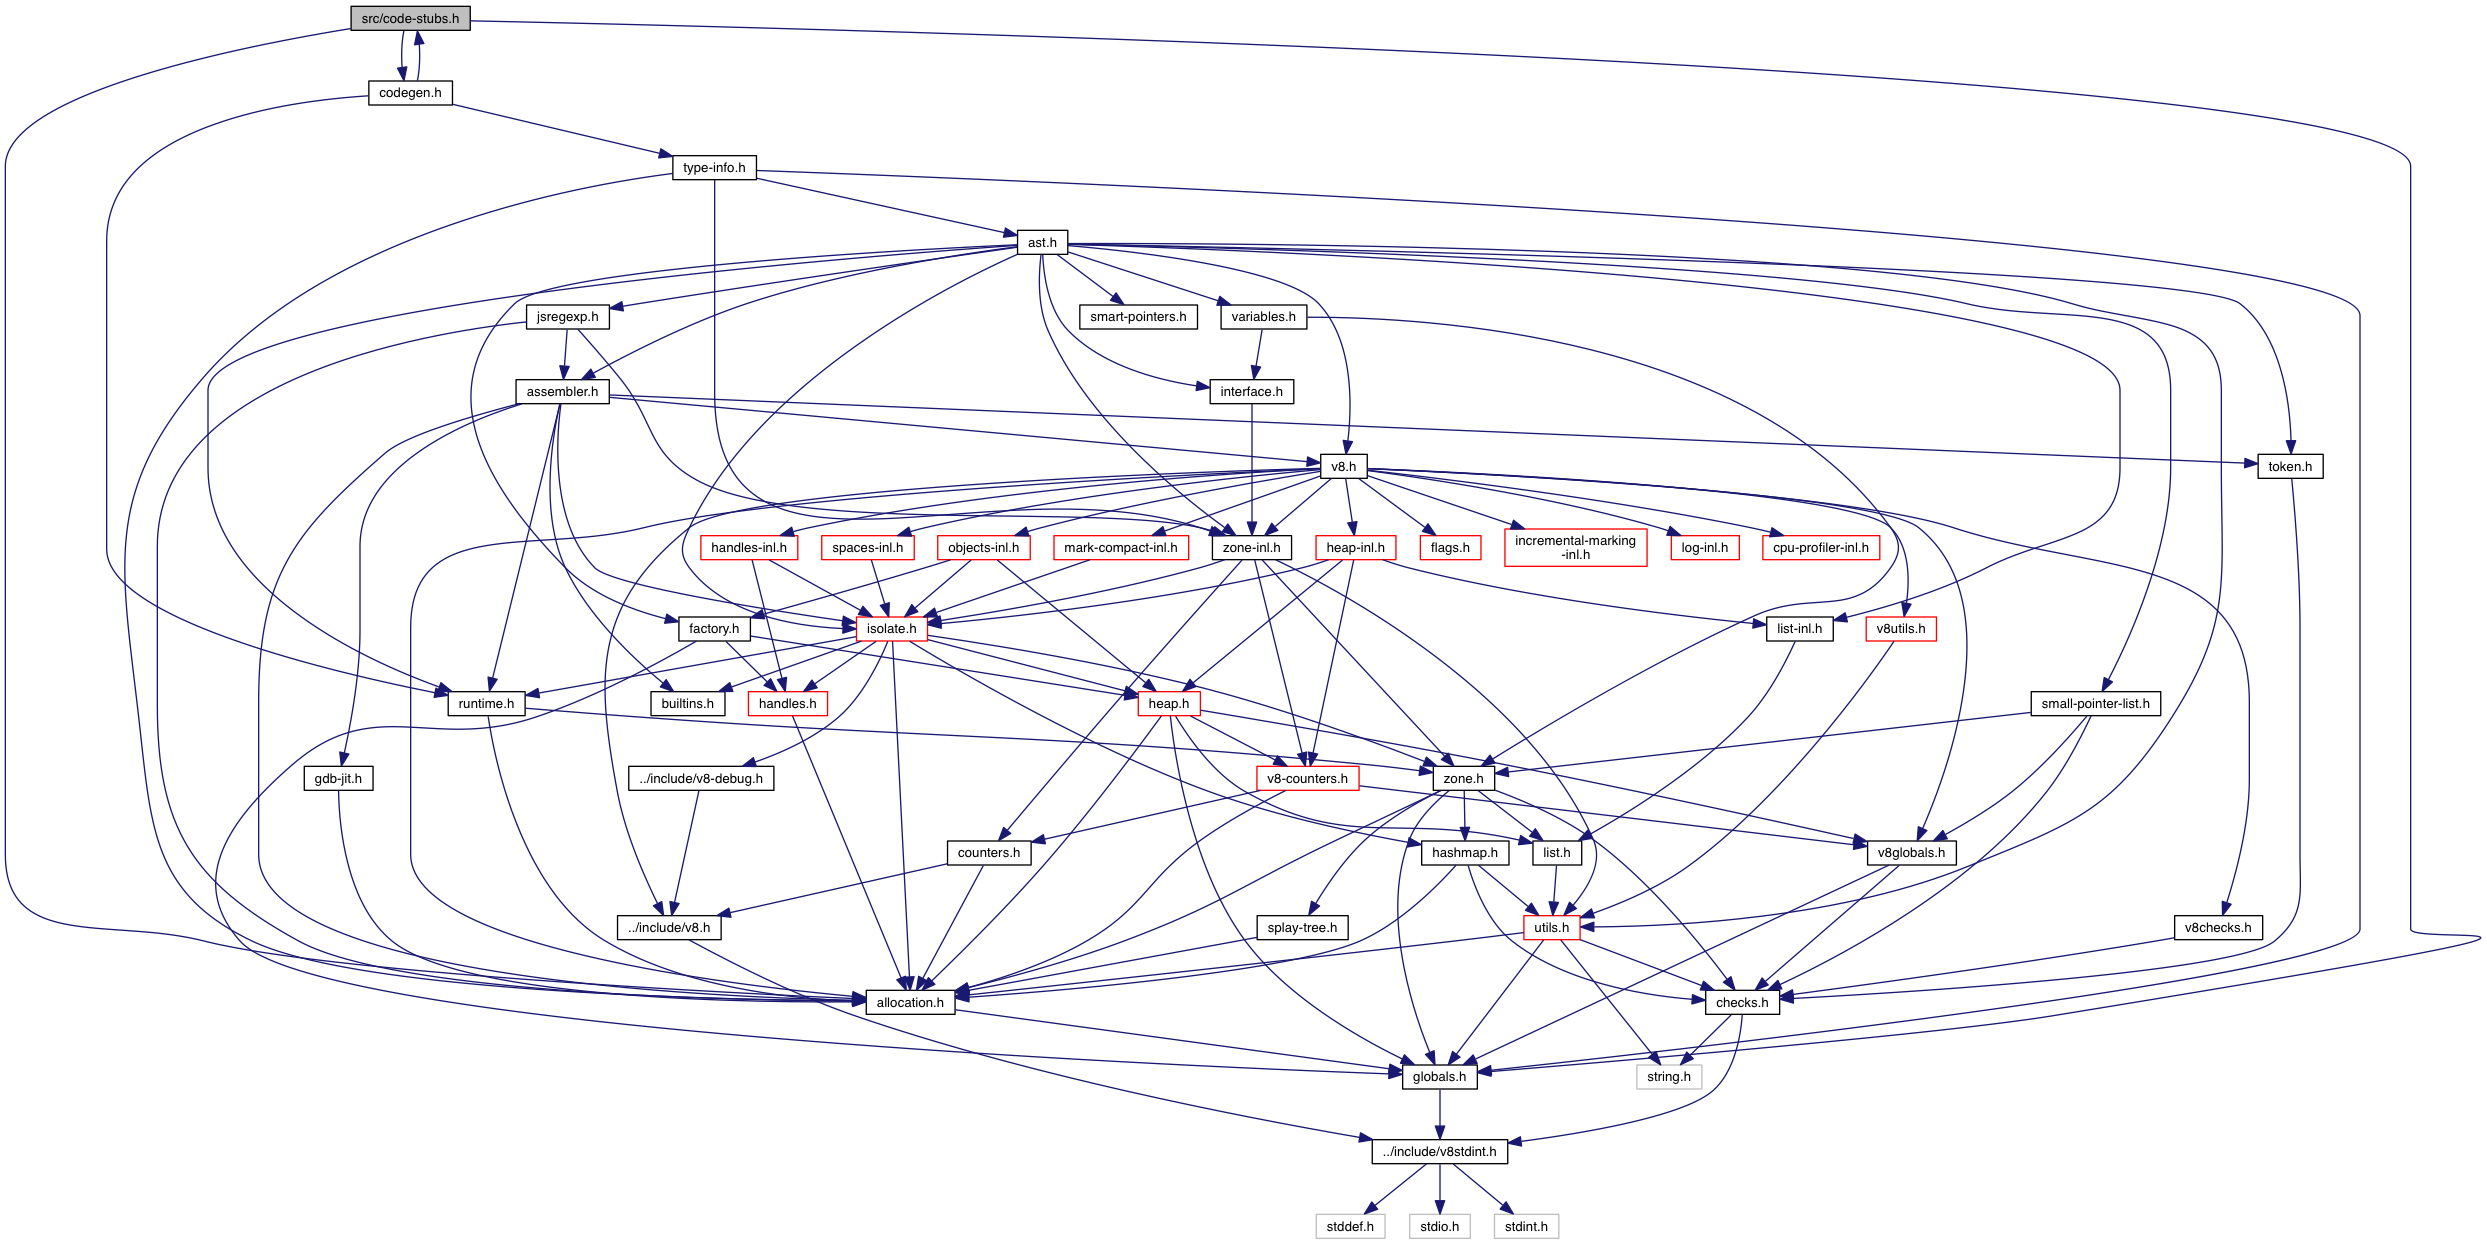 src/code-stubs.h
codegen.h
type-info.h
ast.h
jsregexp.h
smart-pointers.h
variables.h
assembler.h
interface.h
v8.h
token.h
handles-inl.h
spaces-inl.h
objects-inl.h
mark-compact-inl.h
zone-inl.h
heap-inl.h
flags.h
incremental-marking
-inl.h
log-inl.h
cpu-profiler-inl.h
factory.h
isolate.h
list-inl.h
v8utils.h
runtime.h
builtins.h
handles.h
heap.h
small-pointer-list.h
gdb-jit.h
../include/v8-debug.h
v8-counters.h
zone.h
counters.h
hashmap.h
list.h
v8globals.h
../include/v8.h
splay-tree.h
utils.h
v8checks.h
allocation.h
checks.h
globals.h
string.h
../include/v8stdint.h
stddef.h
stdio.h
stdint.h